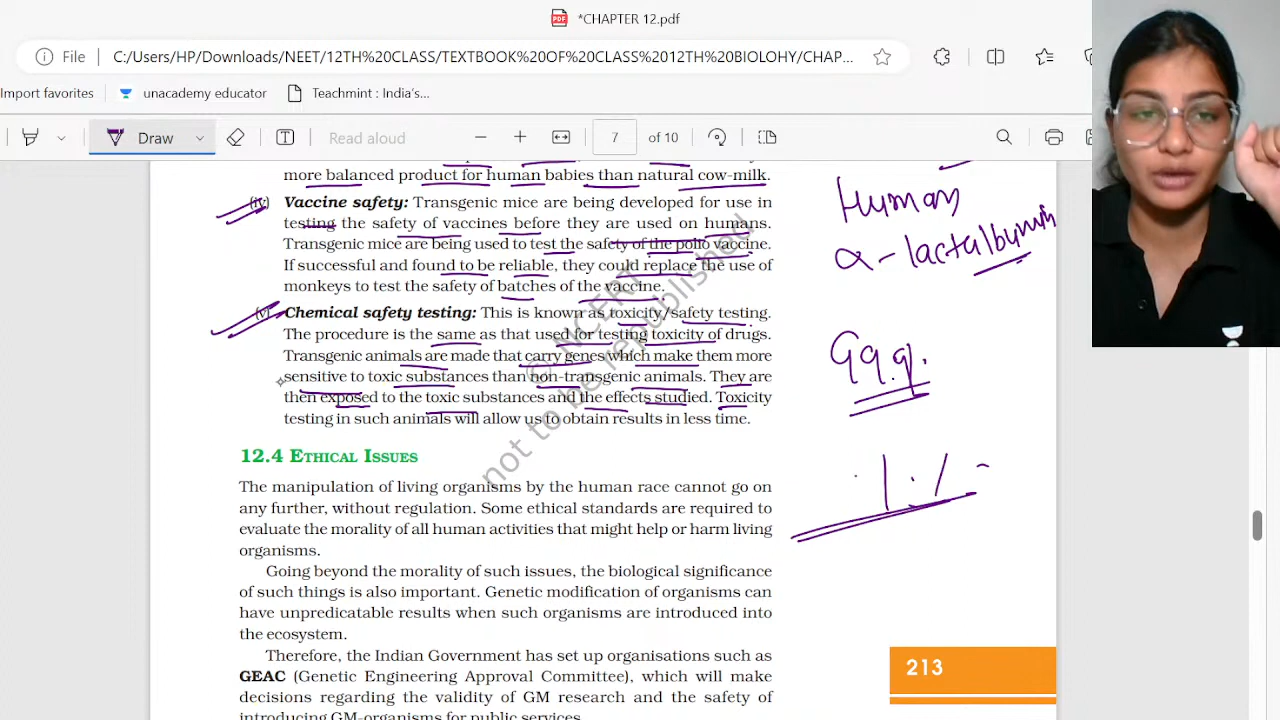 *CHAPTER 12.pdf
File C:/Users/HP/Downloads/NEET/12TH%20CLASS/TEXTBOOK%20OF%20CLASS%2012TH%20BIOLOHY/CHAP...
Import favorites unacademy educator Teachmint : India's...
Draw Read aloud 7 of 10
more balanced product for human babies than natural cow-milk.
(iv) Vaccine safety: Transgenic mice are being developed for use in
testing the safety of vaccines before they are used on humans.
Transgenic mice are being used to test the safety of the polio vaccine.
If successful and found to be reliable, they could replace the use of
monkeys to test the safety of batches of the vaccine.
(v) Chemical safety testing: This is known as toxicity/safety testing.
The procedure is the same as that used for testing toxicity of drugs.
Transgenic animals are made that carry genes which make them more
sensitive to toxic substances than non-transgenic animals. They are
then exposed to the toxic substances and the effects studied. Toxicity
testing in such animals will allow us to obtain results in less time.
12.4 ETHICAL ISSUES
The manipulation of living organisms by the human race cannot go on
any further, without regulation. Some ethical standards are required to
evaluate the morality of all human activities that might help or harm living
organisms.
Going beyond the morality of such issues, the biological significance
of such things is also important. Genetic modification of organisms can
have unpredicatable results when such organisms are introduced into
the ecosystem.
Therefore, the Indian Government has set up organisations such as
GEAC (Genetic Engineering Approval Committee), which will make
decisions regarding the validity of GM research and the safety of
introducing GM-organisms for public services.
© NCERT
not to be republished
Human
α-lactalbumin
99.9.
213